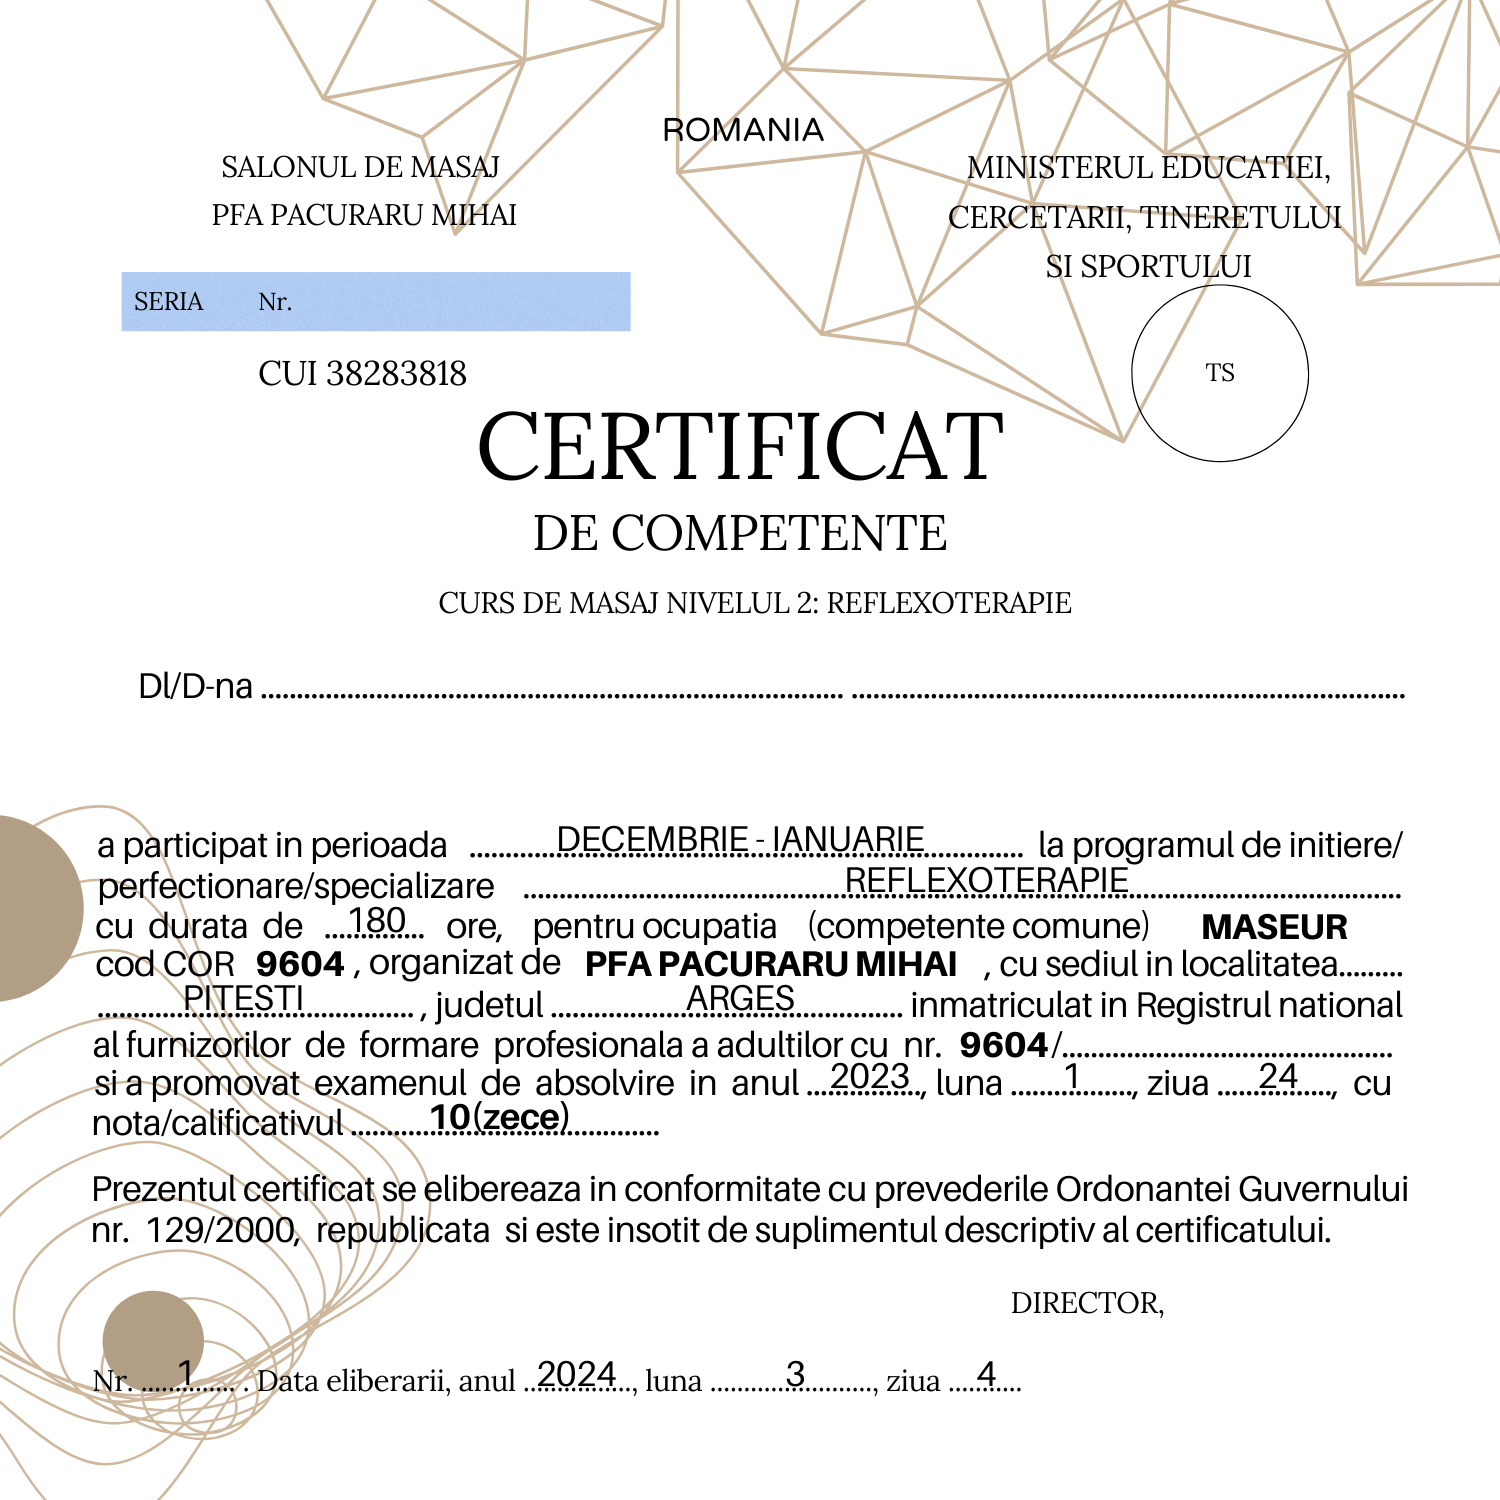 ROMANIA
SALONUL DE MASAJ
PFA PACURARU MIHAI
MINISTERUL EDUCATIEI,
CERCETARII, TINERETULUI
SI SPORTULUI
SERIA Nr.
TS
CUI 38283818
CERTIFICAT
DE COMPETENTE
CURS DE MASAJ NIVELUL 2: REFLEXOTERAPIE
Dl/D-na ........................................ ........................................
a participat in perioada ..........DECEMBRIE - IANUARIE.......... la programul de initiere/
perfectionare/specializare ..............................REFLEXOTERAPIE..............................
cu durata de ...180... ore, pentru ocupatia (competente comune) MASEUR
cod COR 9604 , organizat de PFA PACURARU MIHAI , cu sediul in localitatea.........
............PITESTI............... , judetul ...................ARGES............... inmatriculat in Registrul national
al furnizorilor de formare profesionala a adultilor cu nr. 9604/..............................................
si a promovat examenul de absolvire in anul ...2023.., luna .......1......., ziua ......24....., cu
nota/calificativul ...........10(zece)............
Prezentul certificat se elibereaza in conformitate cu prevederile Ordonantei Guvernului
nr. 129/2000, republicata si este insotit de suplimentul descriptiv al certificatului.
DIRECTOR,
Nr. ......1...... . Data eliberarii, anul ..2024.., luna ...........3.........., ziua ....4....